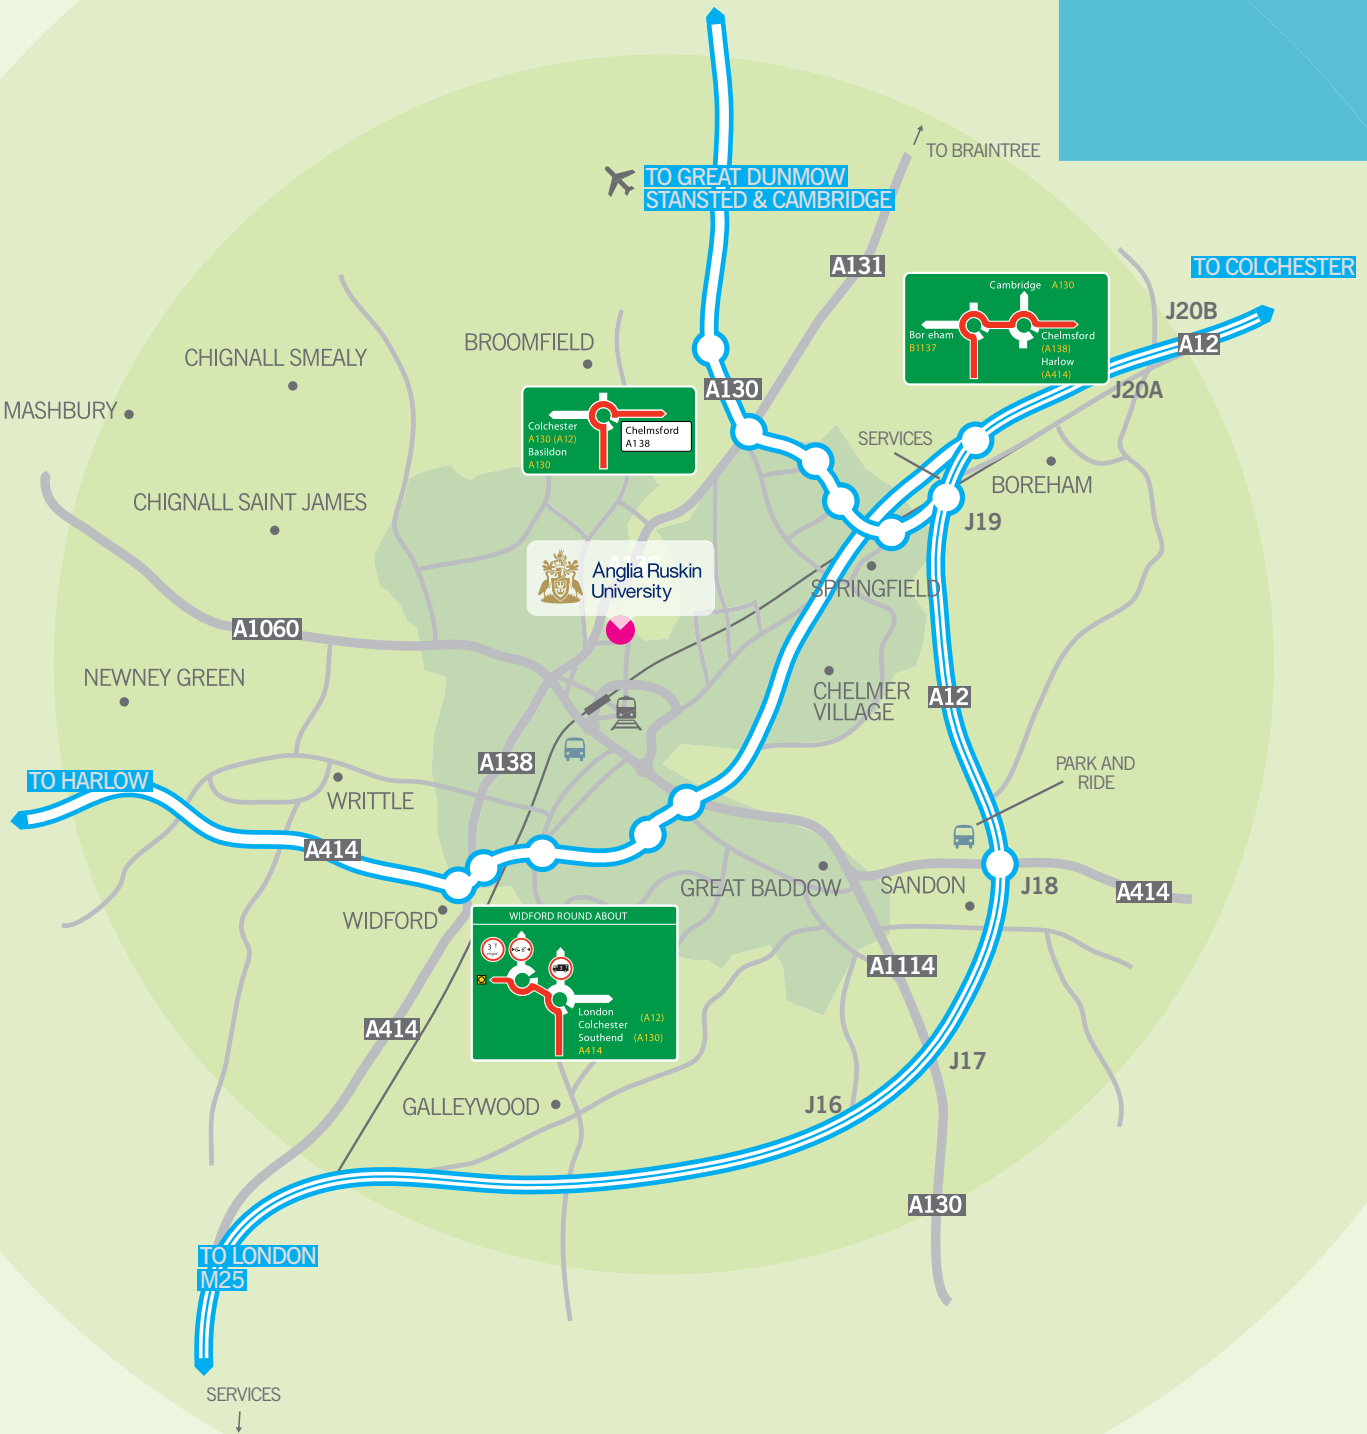 TO BRAINTREE
TO GREAT DUNMOW
STANSTED & CAMBRIDGE
A131
TO COLCHESTER
Cambridge A130
Bor eham
B1137
Chelmsford
(A138)
Harlow
(A414)
J20B
A12
J20A
BROOMFIELD
CHIGNALL SMEALY
MASHBURY
A130
Colchester
A130 (A12)
Basildon
A130
Chelmsford
A138
SERVICES
BOREHAM
CHIGNALL SAINT JAMES
J19
Anglia Ruskin
University
SPRINGFIELD
A1060
NEWNEY GREEN
CHELMER
VILLAGE
A12
A138
PARK AND
RIDE
TO HARLOW
WRITTLE
A414
GREAT BADDOW
SANDON
J18
A414
WIDFORD
WIDFORD ROUND ABOUT
London
Colchester (A12)
Southend (A130)
A414
A1114
A414
J17
J16
GALLEYWOOD
A130
TO LONDON
M25
SERVICES